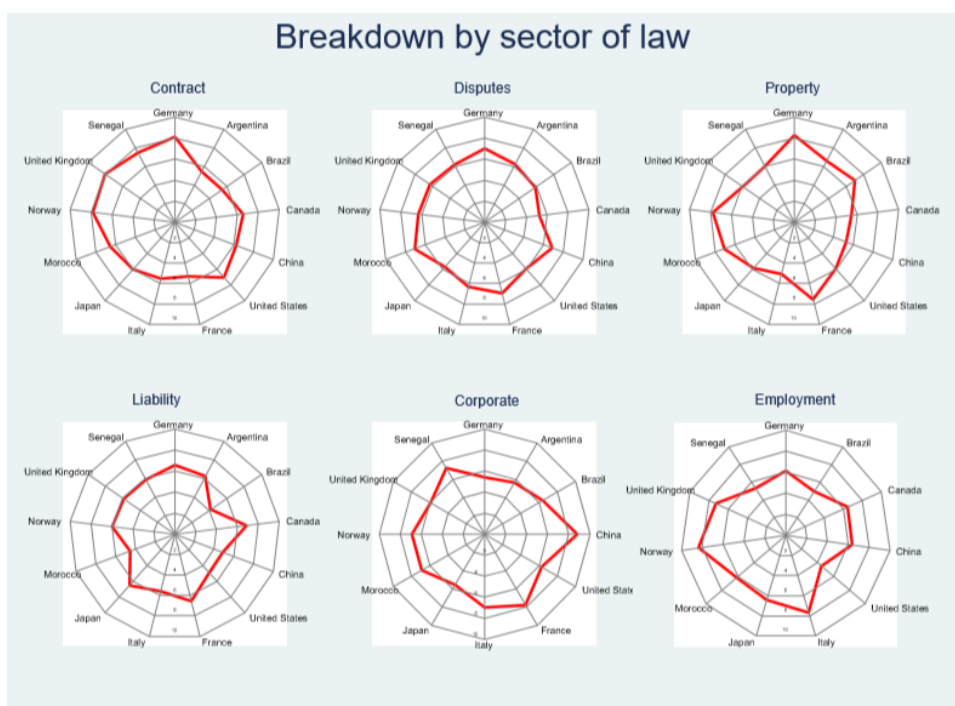 Breakdown by sector of law
Contract
Disputes
Property
Germany
Germany
Germany
Senegal
Argentina
Senegal
Argentina
Senegal
Argentina
United Kingdom
Brazil
United Kingdom
Brazil
United Kingdom
Brazil
Norway
Canada
Norway
Canada
Norway
Canada
Morocco
China
Morocco
China
Morocco
China
Japan
United States
Japan
United States
Japan
United States
Italy
France
Italy
France
Italy
France
Liability
Corporate
Employment
Germany
Germany
Germany
Senegal
Argentina
Senegal
Argentina
Senegal
Brazil
United Kingdom
Brazil
United Kingdom
Brazil
United Kingdom
Canada
Norway
Canada
Norway
China
Norway
China
Morocco
China
Morocco
United State
Morocco
United States
Japan
United States
Japan
France
Japan
Italy
Italy
France
Italy